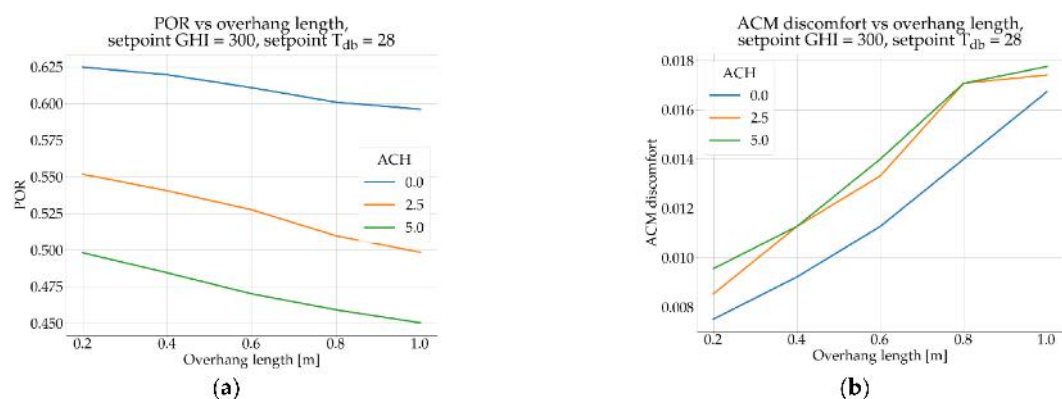 POR vs overhang length,
setpoint GHI = 300, setpoint Tdb = 28
0.625
0.600
0.575
0.550
0.525
0.500
0.475
0.450
POR
ACH
0.0
2.5
5.0
0.2
0.4
0.6
0.8
1.0
Overhang length [m]
(a)
ACM discomfort vs overhang length,
setpoint GHI = 300, setpoint Tdb = 28
0.018
0.016
0.014
0.012
0.010
0.008
ACM discomfort
ACH
0.0
2.5
5.0
0.2
0.4
0.6
0.8
1.0
Overhang length [m]
(b)